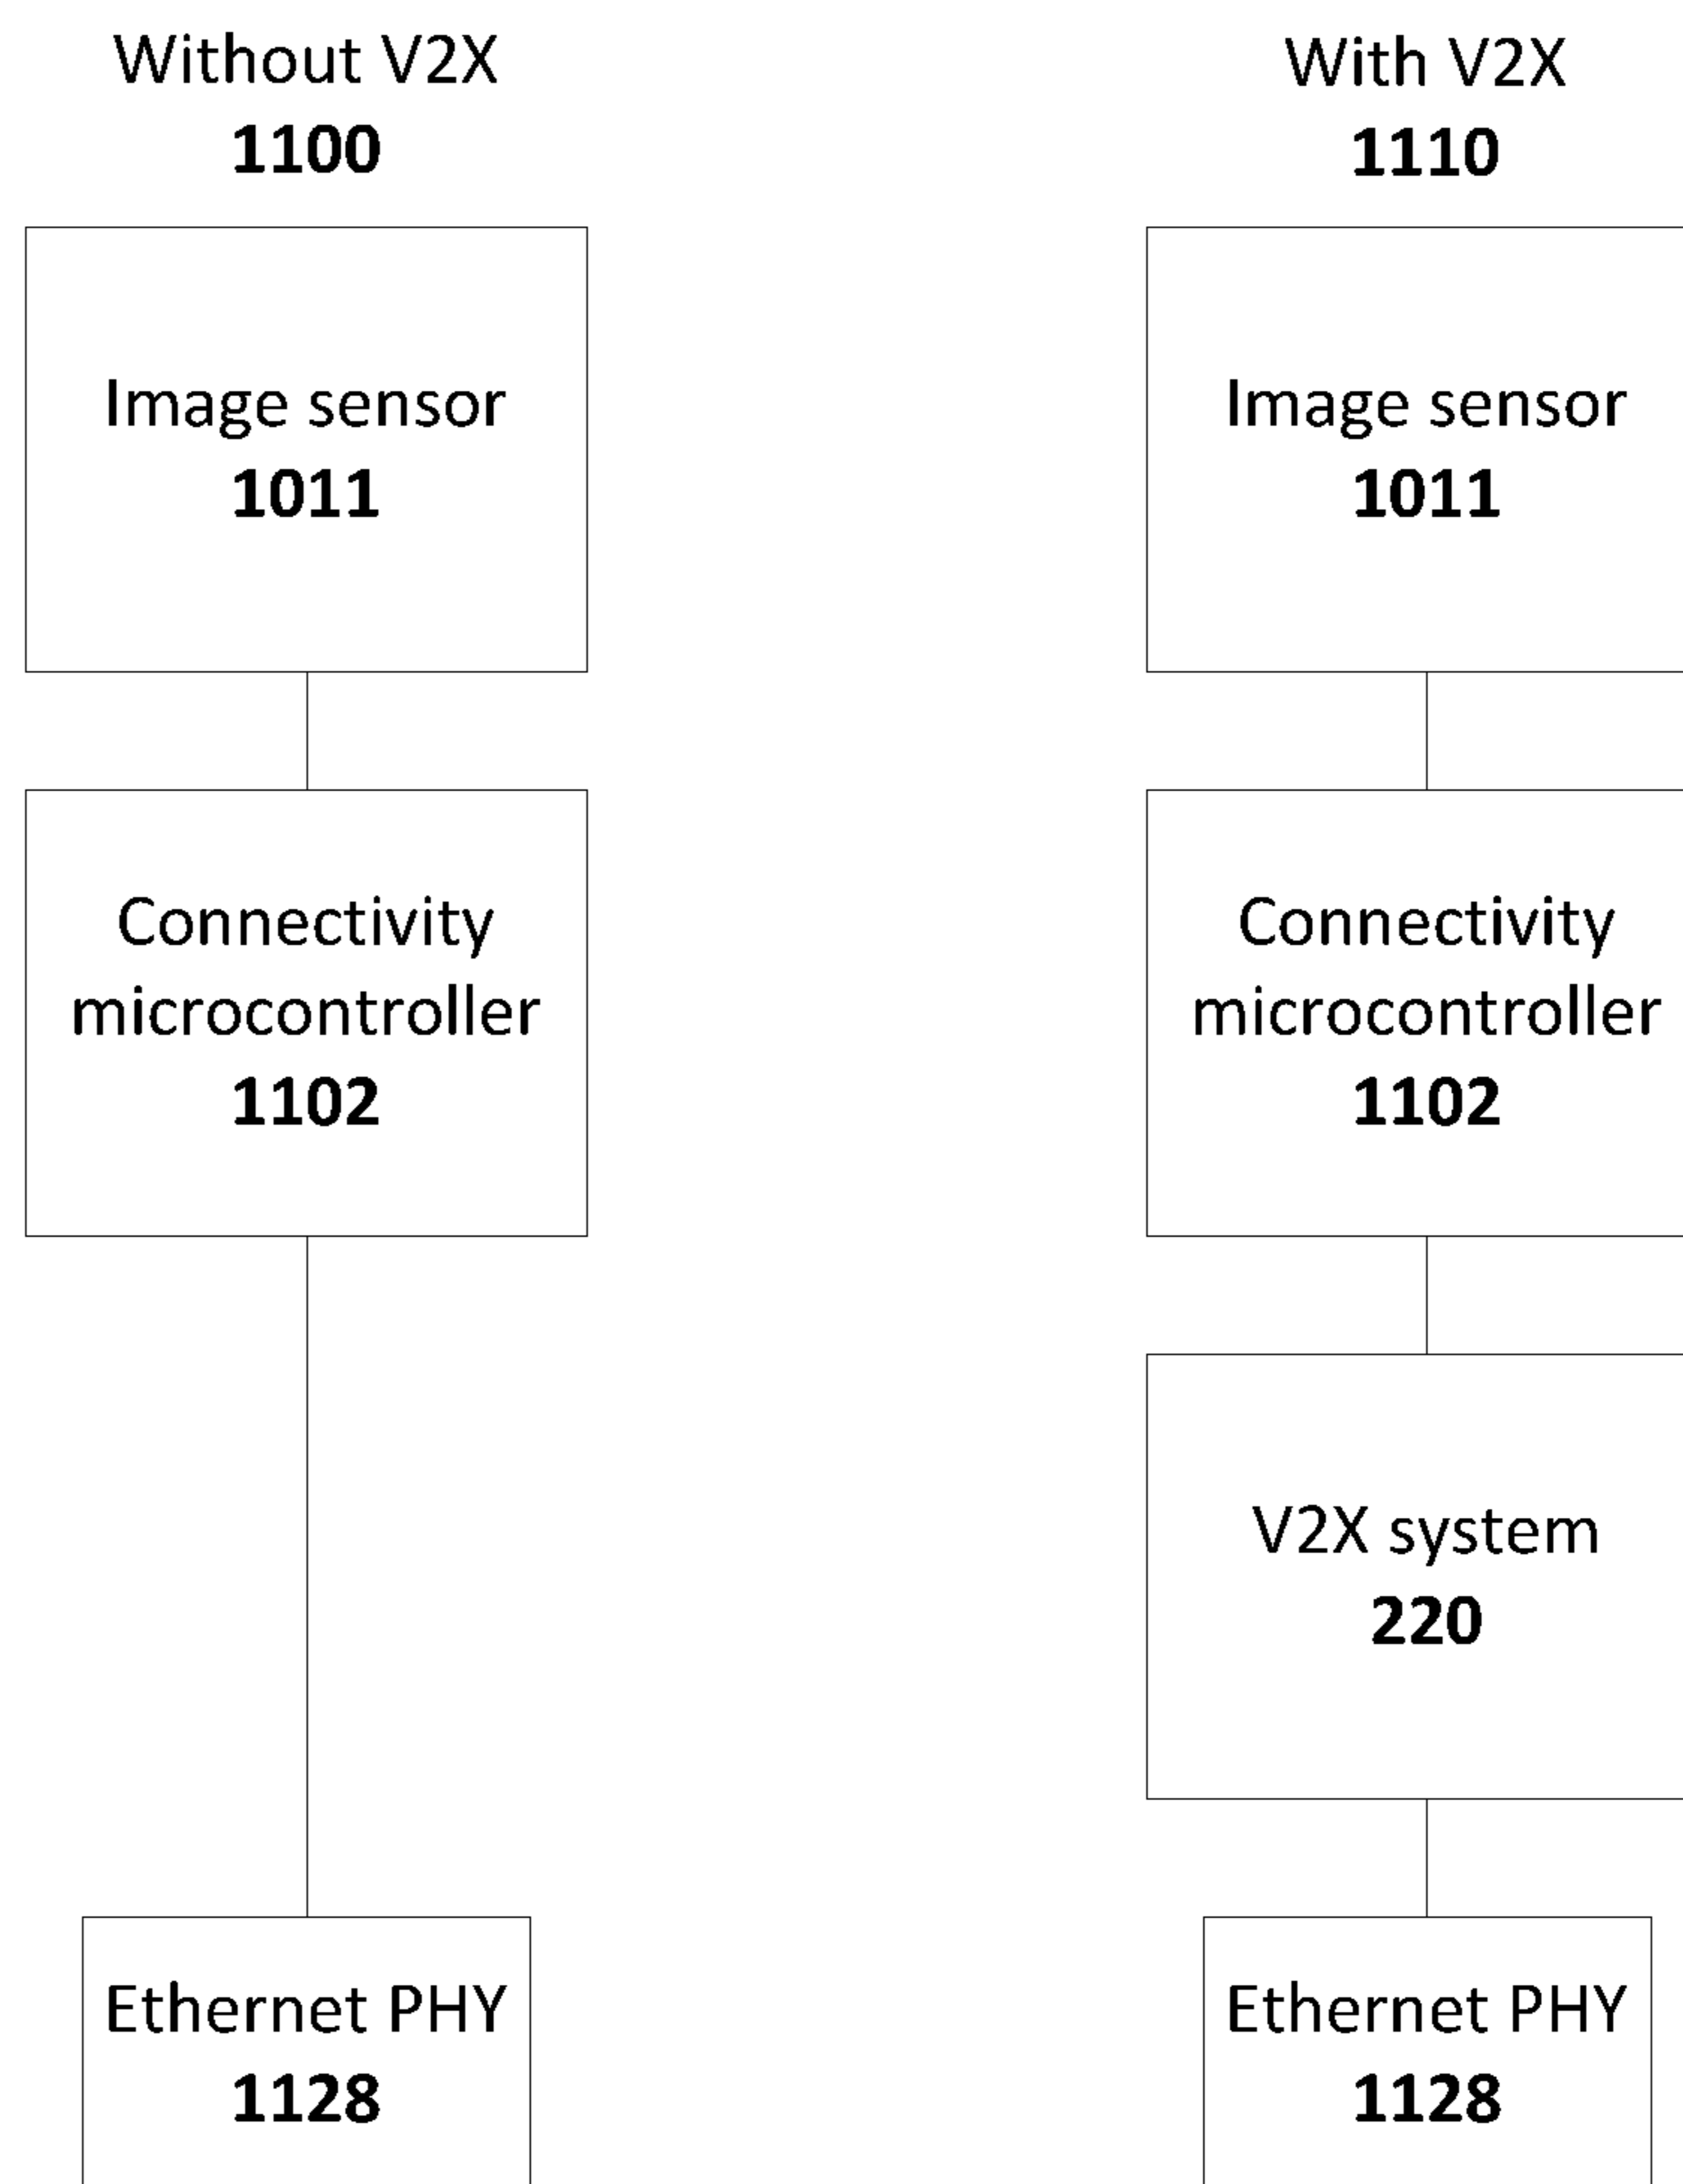 Without V2X
1100
Image sensor
1011
Connectivity
microcontroller
1102
Ethernet PHY
1128
With V2X
1110
Image sensor
1011
Connectivity
microcontroller
1102
V2X system
220
Ethernet PHY
1128